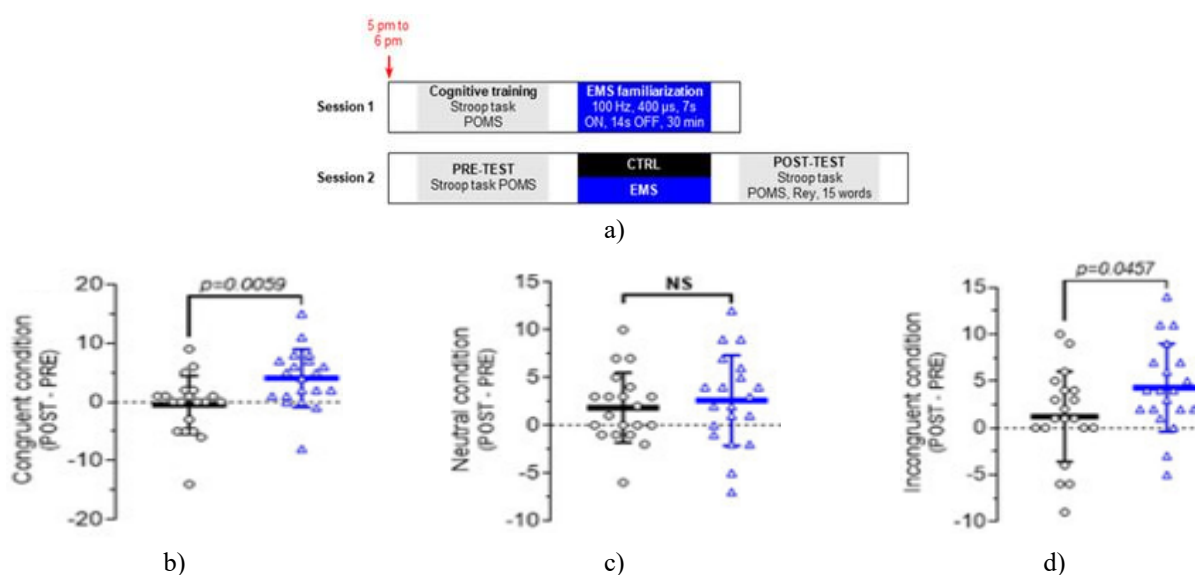 5 pm to
6 pm
Session 1
Cognitive training
Stroop task
POMS
EMS familiarization
100 Hz, 400 µs, 7s
ON, 14s OFF, 30 min
Session 2
PRE-TEST
Stroop task POMS
CTRL
EMS
POST-TEST
Stroop task
POMS, Rey, 15 words
a)
Congruent condition
(POST - PRE)
20
10
0
-10
-20
p=0.0059
b)
Neutral condition
(POST - PRE)
15
10
5
0
-5
-10
NS
c)
Incongruent condition
(POST - PRE)
15
10
5
0
-5
-10
p=0.0457
d)